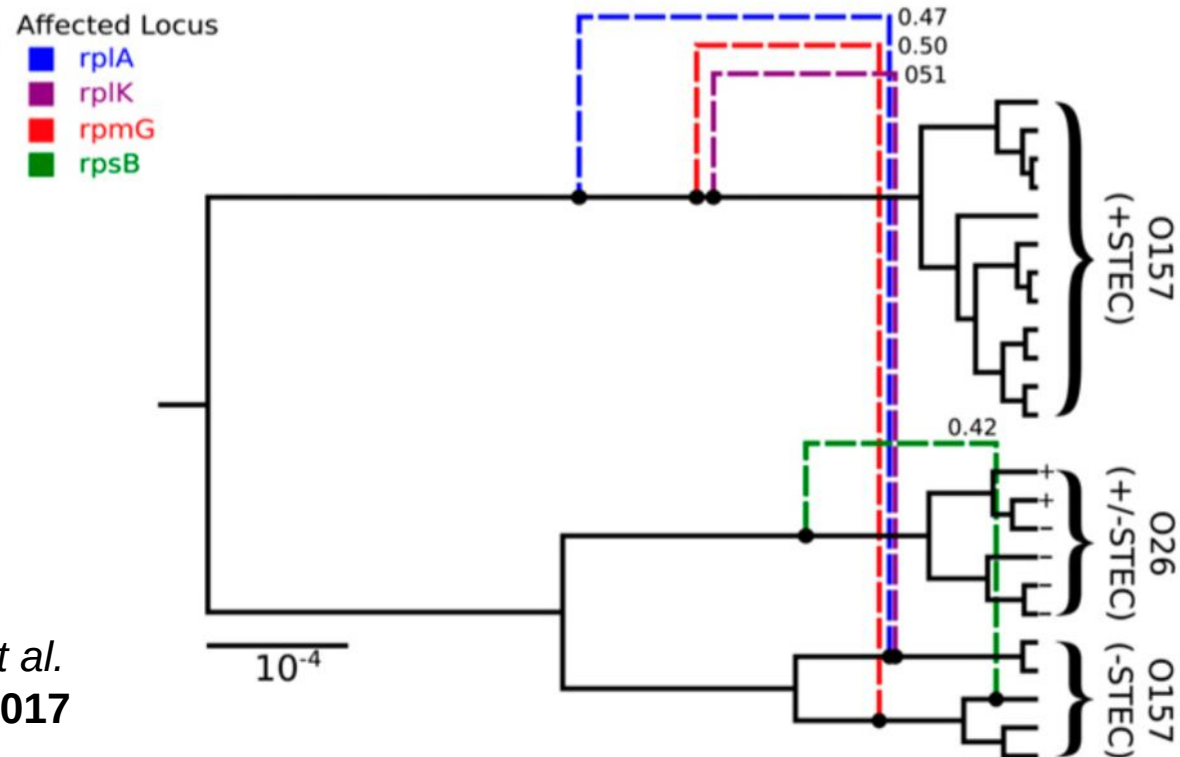 Affected Locus
rplA
rplK
rpmG
rpsB
0.47
0.50
051
O157
(+STEC)
0.42
+
+
-
-
-
-
O26
(+/-STEC)
O157
(-STEC)
10-4
t al.
017